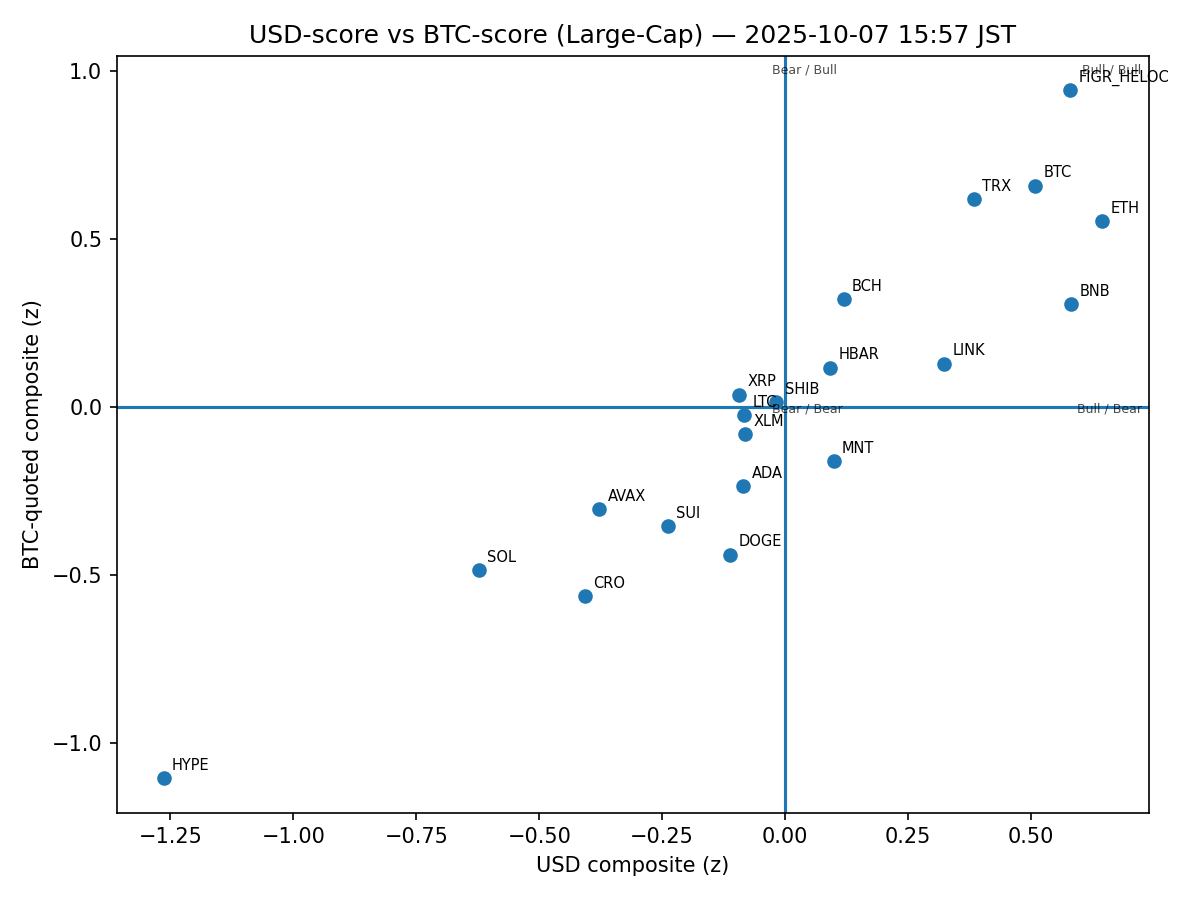 USD-score vs BTC-score (Large-Cap) — 2025-10-07 15:57 JST
Bear / Bull
Bull / Bull
FIGR_HELOC
BTC
TRX
ETH
BCH
BNB
HBAR
LINK
XRP
SHIB
LTC
Bear / Bear
Bull / Bear
XLM
MNT
ADA
AVAX
SUI
DOGE
SOL
CRO
HYPE
1.0
0.5
0.0
−0.5
−1.0
BTC-quoted composite (z)
−1.25 −1.00 −0.75 −0.50 −0.25 0.00 0.25 0.50
USD composite (z)